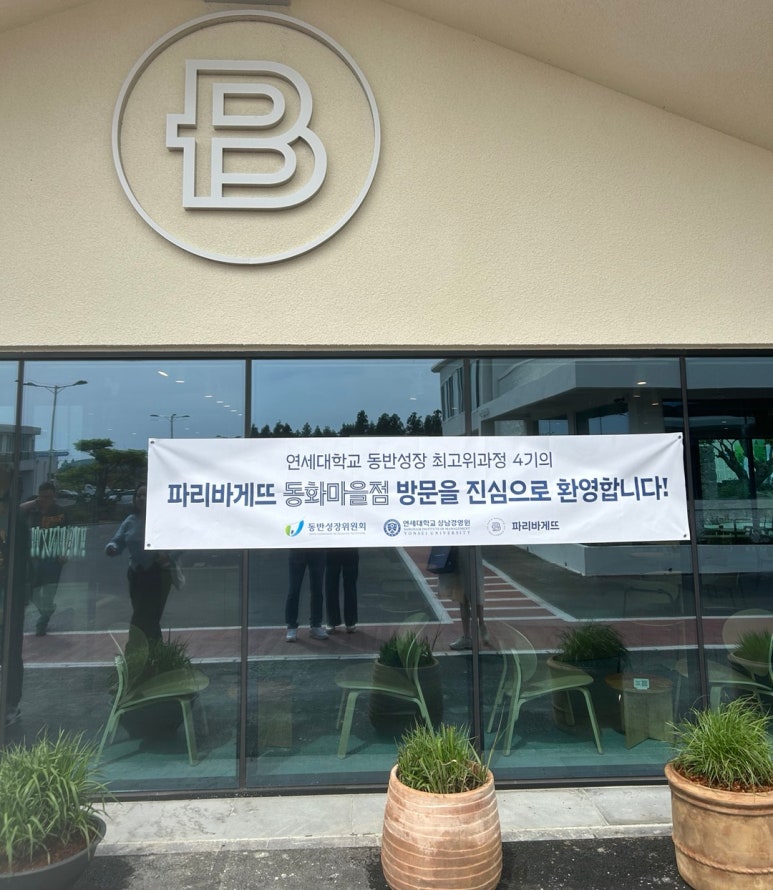 B
연세대학교 동반성장 최고위과정 4기의
파리바게뜨 동화마을점 방문을 진심으로 환영합니다!
동반성장위원회 연세대학교 상남경영원 파리바게뜨
YONSEI UNIVERSITY